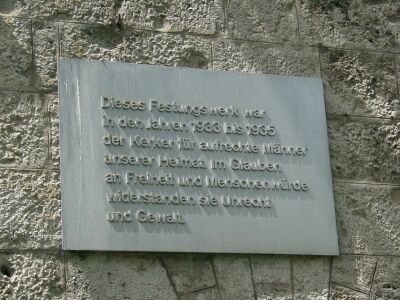 Dieses Festungswerk war
in den Jahren 1933 bis 1935
der Kerker für aufrechte Männer
unserer Heimat. Im Glauben
an Freiheit und Menschenwürde
widerstanden sie Unrecht
und Gewalt.